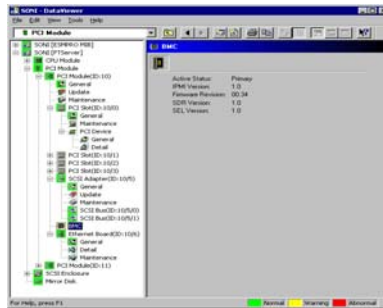 SONI - DataViewer
File Edit View Tools Help
PCI Module
SONI [ESMPRO MIB]
SONI [FTServer]
CPU Module
PCI Module
PCI Module(ID:10)
General
Update
Maintenance
PCI Slot(ID:10/0)
General
Maintenance
PCI Device
General
Detail
PCI Slot(ID:10/1)
PCI Slot(ID:10/2)
PCI Slot(ID:10/3)
SCSI Adapter(ID:10/5)
General
Update
Maintenance
SCSI Bus(ID:10/5/0)
SCSI Bus(ID:10/5/1)
BMC
Ethernet Board(ID:10/6)
General
Detail
Maintenance
PCI Module(ID:11)
SCSI Enclosure
Mirror Disk
BMC
Active Status: Primary
IPMI Version: 1.0
Firmware Revision: 00.34
SDR Version: 1.0
SEL Version: 1.0
For Help, press F1
Normal Warning Abnormal